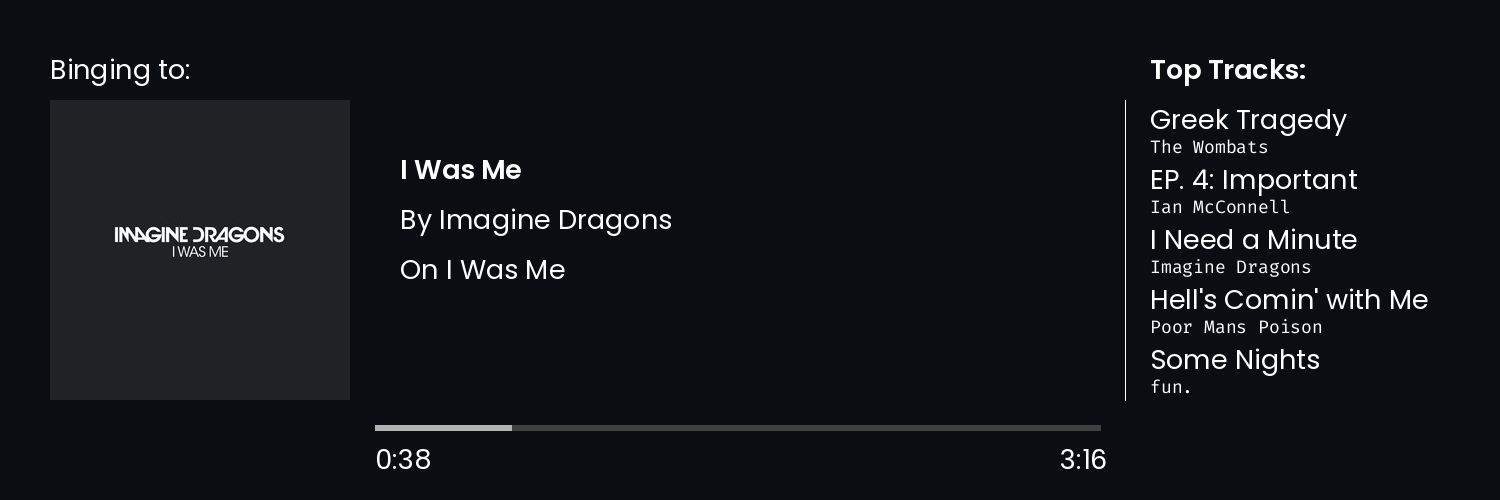 Binging to:
IMAGINE DRAGONS
I WAS ME
I Was Me
By Imagine Dragons
On I Was Me
0:38
3:16
Top Tracks:
Greek Tragedy
The Wombats
EP. 4: Important
Ian McConnell
I Need a Minute
Imagine Dragons
Hell's Comin' with Me
Poor Mans Poison
Some Nights
fun.